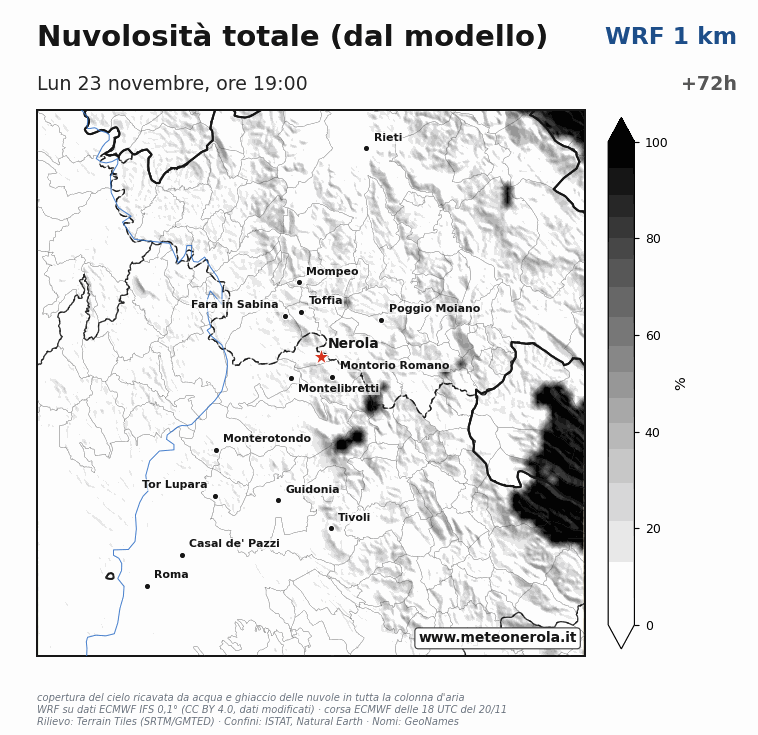 Nuvolosità totale (dal modello)
WRF 1 km
Lun 23 novembre, ore 19:00
+72h
Rieti
Mompeo
Fara in Sabina
Toffia
Poggio Moiano
Nerola
Montorio Romano
Montelibretti
Monterotondo
Tor Lupara
Guidonia
Tivoli
Casal de' Pazzi
Roma
www.meteonerola.it
100
80
60
%
40
20
0
copertura del cielo ricavata da acqua e ghiaccio delle nuvole in tutta la colonna d'aria
WRF su dati ECMWF IFS 0,1° (CC BY 4.0, dati modificati) · corsa ECMWF delle 18 UTC del 20/11
Rilievo: Terrain Tiles (SRTM/GMTED) · Confini: ISTAT, Natural Earth · Nomi: GeoNames